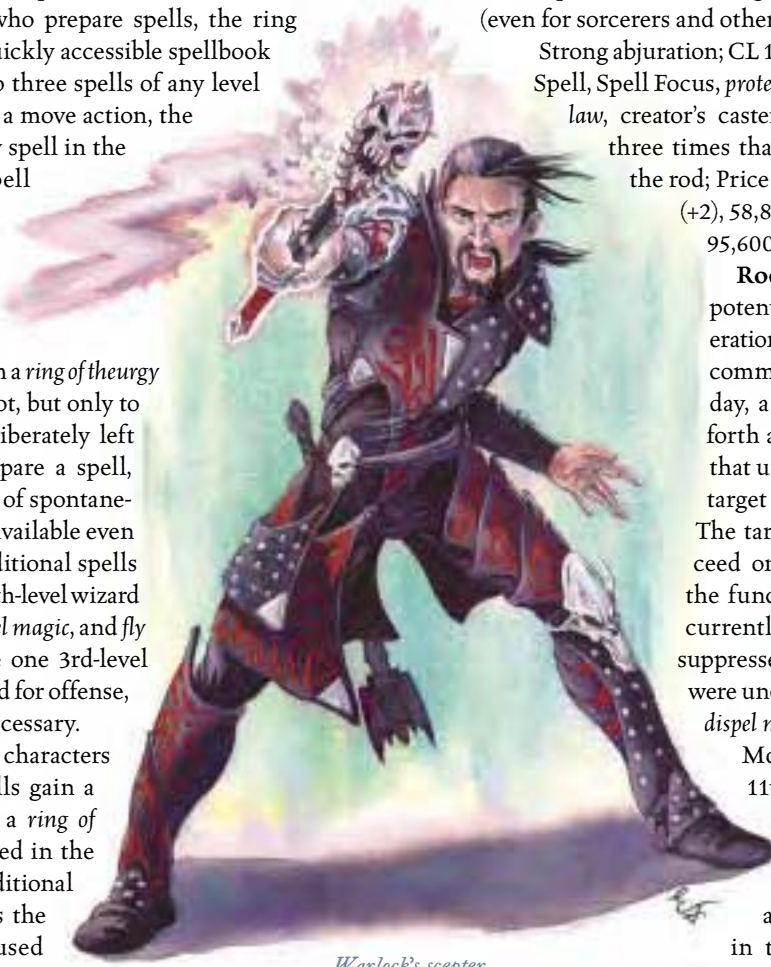 who prepare spells, the ring
uickly accessible spellbook
o three spells of any level
a move action, the
y spell in the
pell
n a ring of theurgy
ot, but only to
iberately left
pare a spell,
of spontane-
vailable even
ditional spells
th-level wizard
el magic, and fly
e one 3rd-level
d for offense,
cessary.
characters
lls gain a
a ring of
ed in the
ditional
s the
used
(even for sorcerers and other
Strong abjuration; CL 1
Spell, Spell Focus, prote
law, creator's caster
three times tha
the rod; Price
(+2), 58,8
95,600
Ro
potent
eration
comm
day, a
forth a
that u
target
The tar
ceed on
the func
currentl
suppresse
were un
dispel m
Mo
11
a
in t
Warlock's scepter